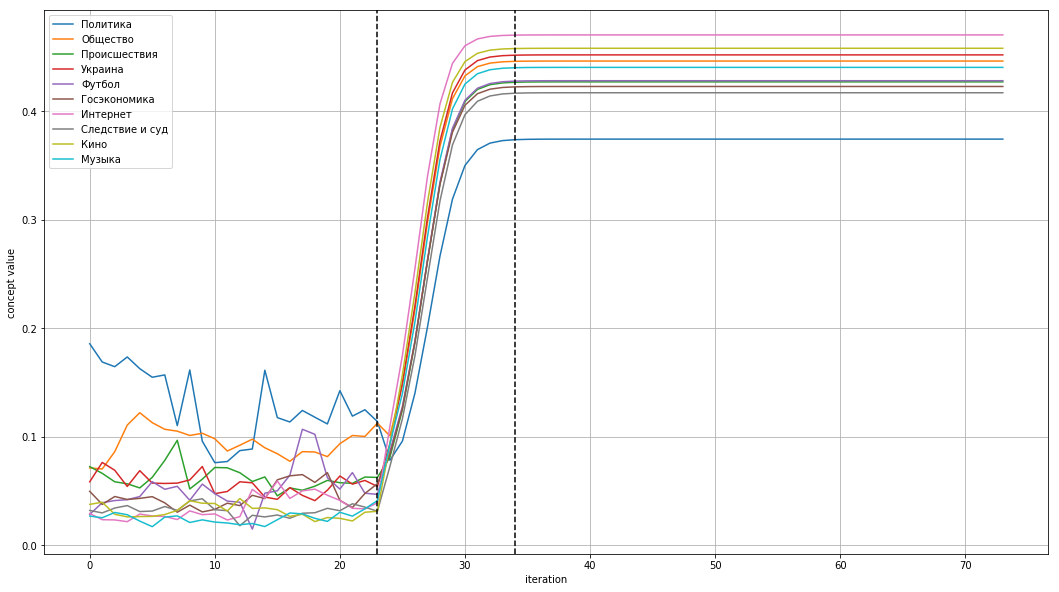 Политика
Общество
Происшествия
Украина
Футбол
Госэкономика
Интернет
Следствие и суд
Кино
Музыка
concept value
0.4
0.3
0.2
0.1
0.0
0 10 20 30 40 50 60 70
iteration